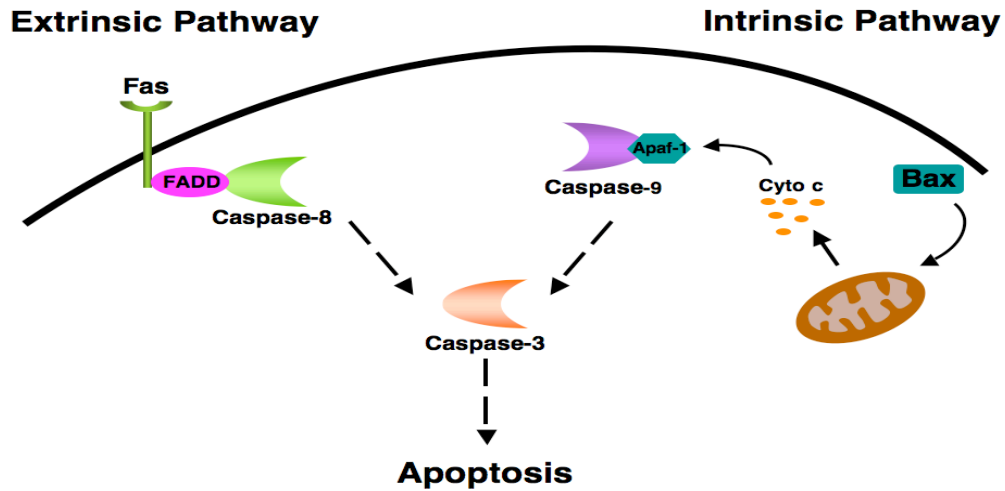 Extrinsic Pathway
Intrinsic Pathway
Fas
FADD
Caspase-8
Apaf-1
Caspase-9
Cyto c
Bax
Caspase-3
Apoptosis